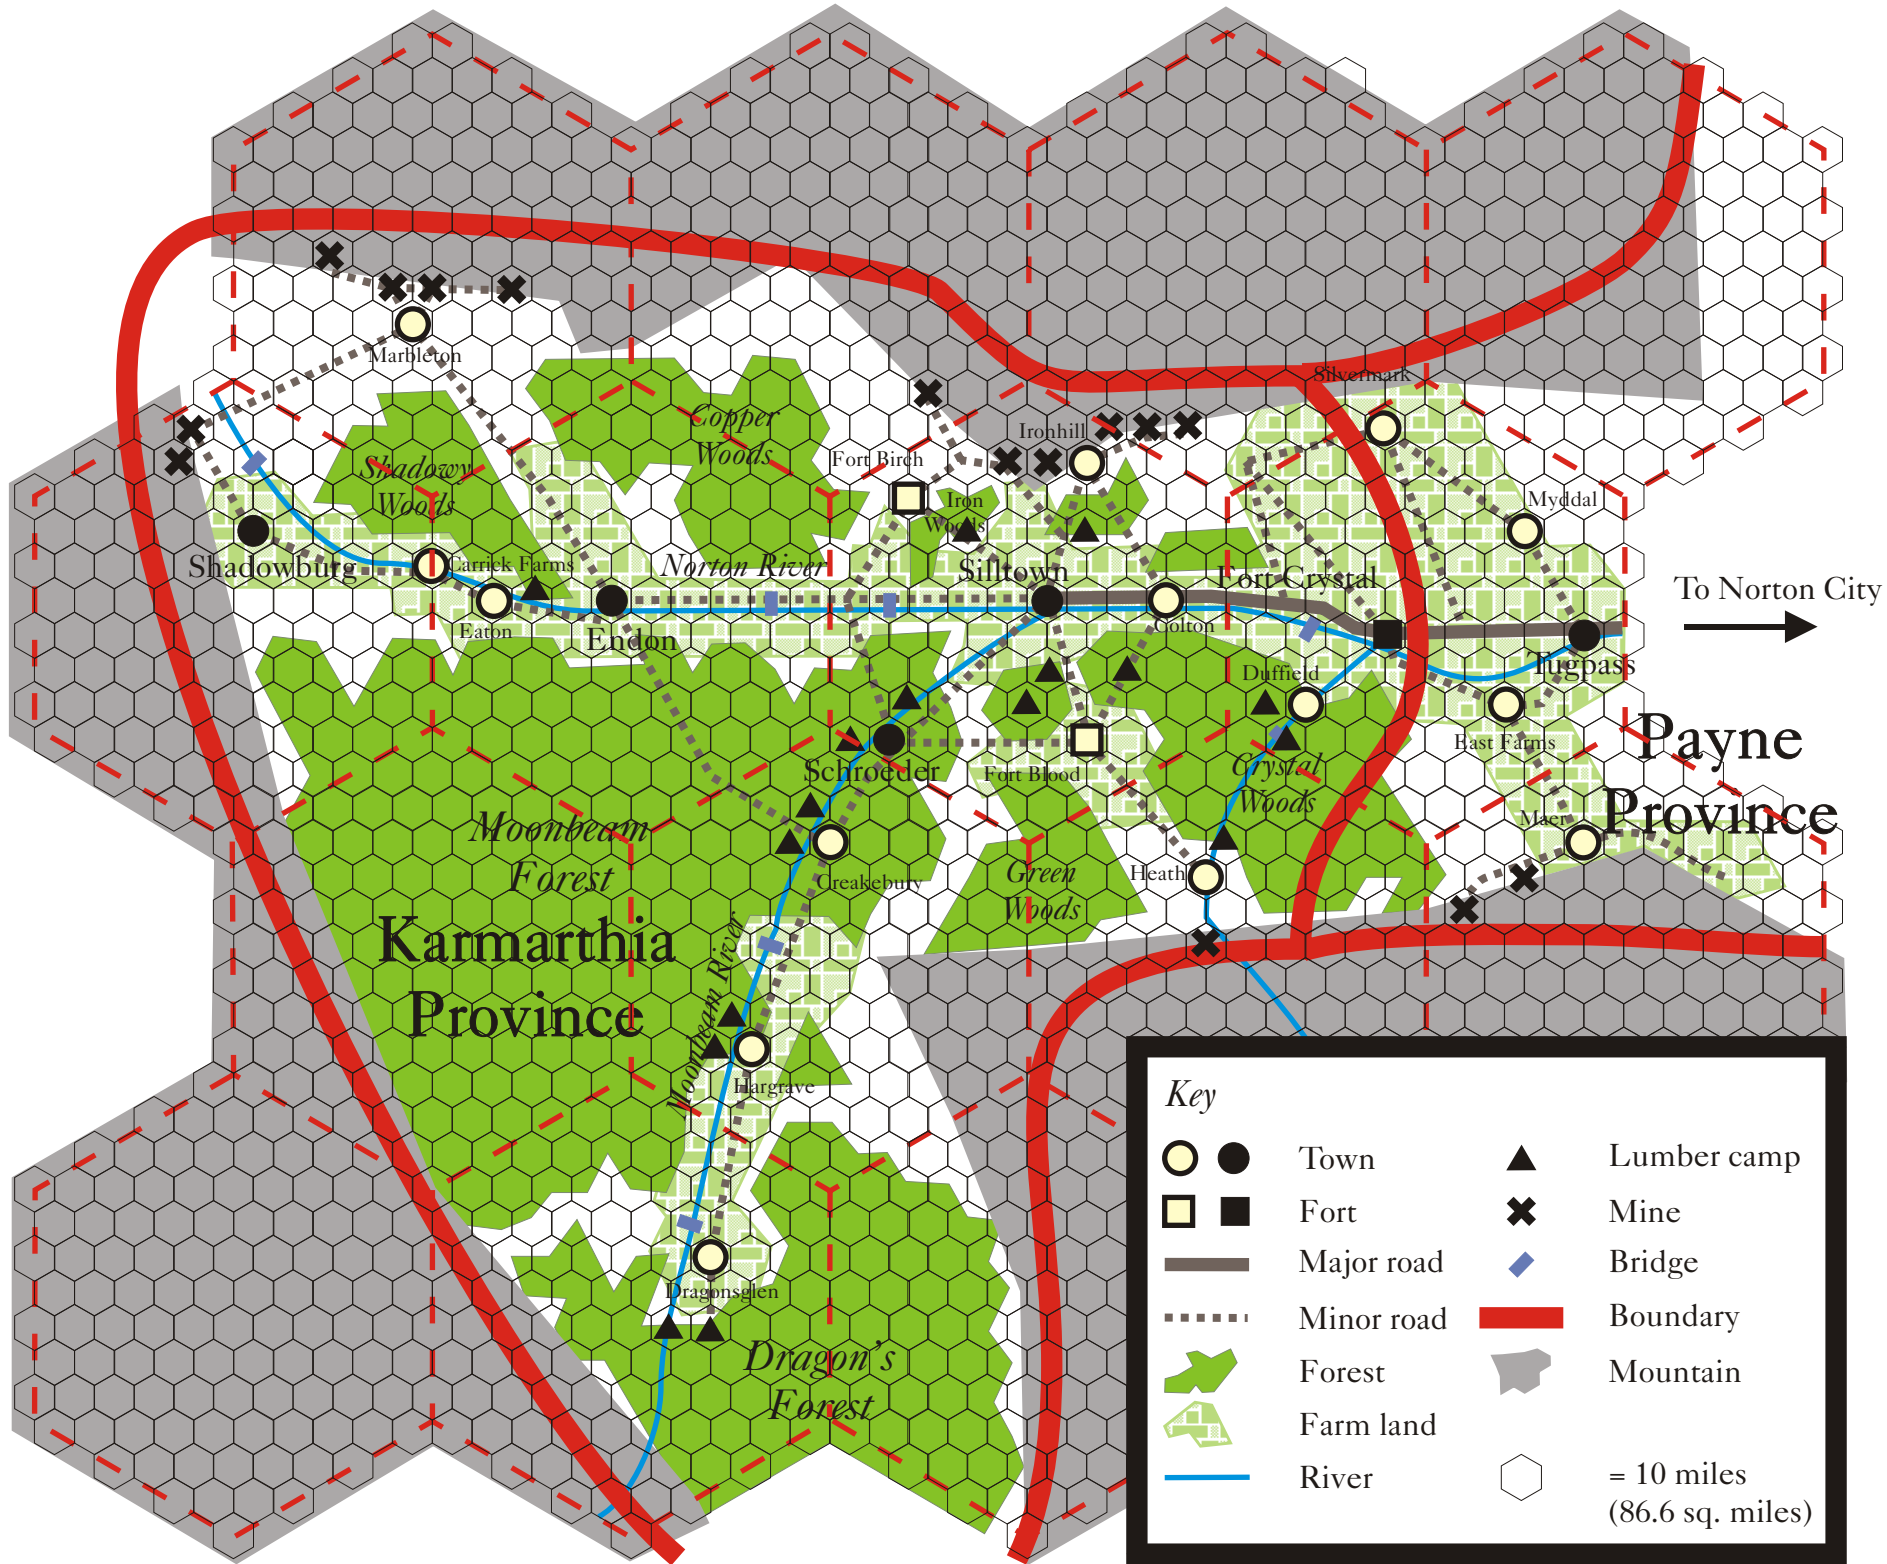 Silvermark
Marbleton
Copper
Woods
Ironhill
Fort Birch
Shadowy
Woods
Iron
Woods
Myddal
Shadowburg
Carrick Farms
Norton River
Silltown
Fort Crystal
To Norton City
Eaton
Endon
Colton
Tugpass
Duffield
Payne
Province
East Farms
Schroeder
Fort Blood
Crystal
Woods
Moonbeam
Forest
Maer
Creakebury
Green
Woods
Heath
Karmarthia
Province
Moonbeam River
Hargrave
Dragonsglen
Dragon's
Forest
Key
Town
Lumber camp
Fort
Mine
Major road
Bridge
Minor road
Boundary
Forest
Mountain
Farm land
River
= 10 miles
(86.6 sq. miles)